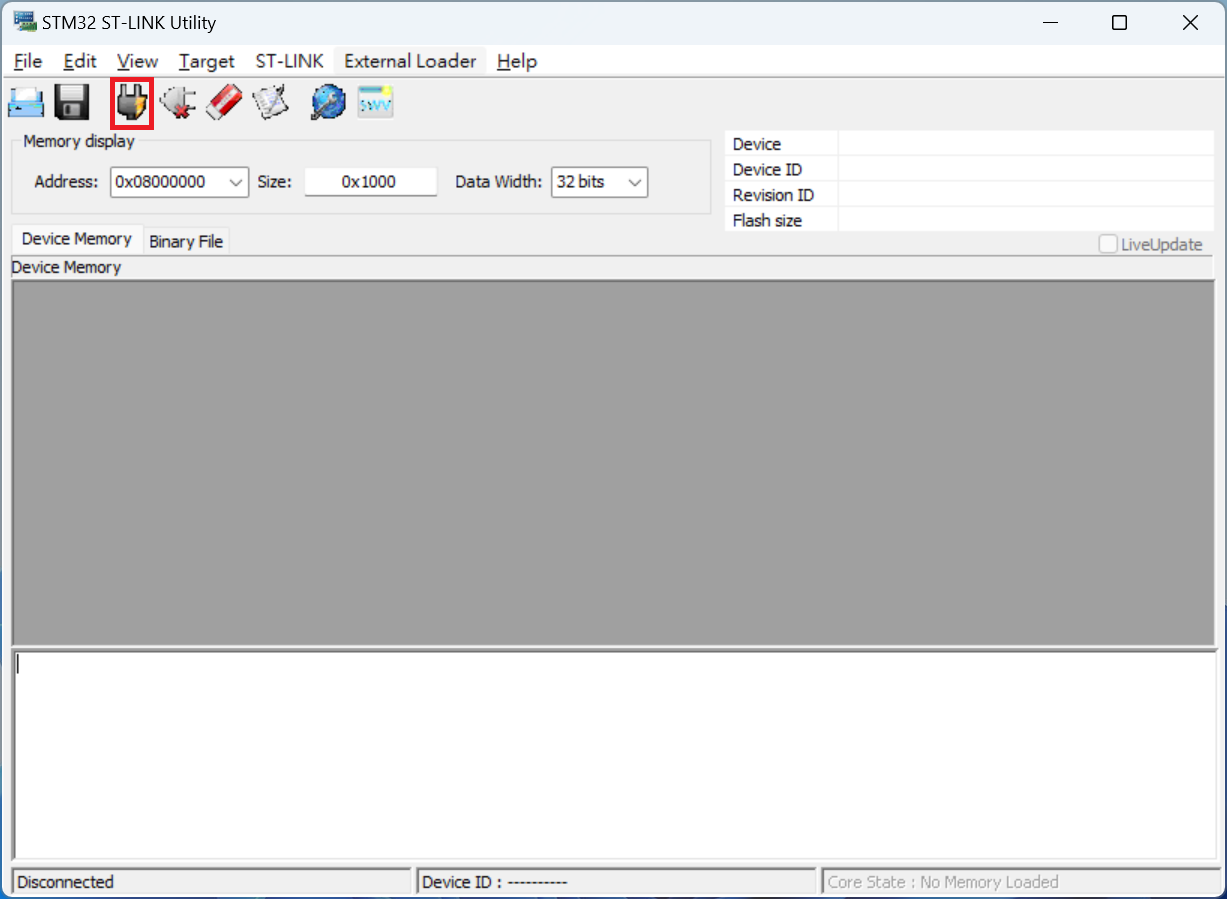 STM32 ST-LINK Utility
File Edit View Target ST-LINK External Loader Help
SWV
Memory display
Address: 0x08000000 Size: 0x1000 Data Width: 32 bits
Device
Device ID
Revision ID
Flash size
Device Memory Binary File
LiveUpdate
Device Memory
Disconnected
Device ID : ----------
Core State : No Memory Loaded